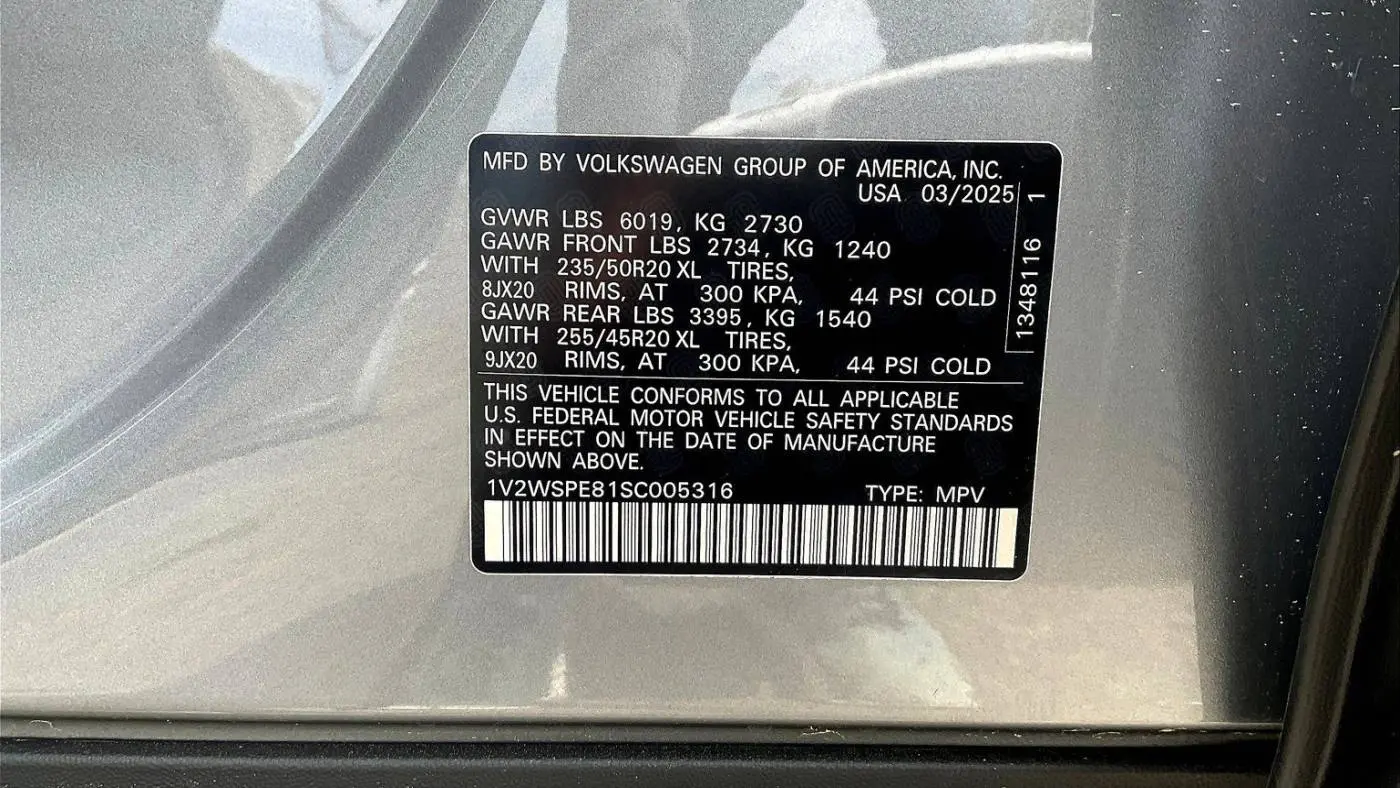 MFD BY VOLKSWAGEN GROUP OF AMERICA, INC.
USA 03/2025
GVWR LBS 6019, KG 2730
GAWR FRONT LBS 2734, KG 1240
WITH 235/50R20 XL TIRES,
8JX20 RIMS, AT 300 KPA, 44 PSI COLD
GAWR REAR LBS 3395, KG 1540
WITH 255/45R20 XL TIRES,
9JX20 RIMS, AT 300 KPA, 44 PSI COLD
1348116 1
THIS VEHICLE CONFORMS TO ALL APPLICABLE
U.S. FEDERAL MOTOR VEHICLE SAFETY STANDARDS
IN EFFECT ON THE DATE OF MANUFACTURE
SHOWN ABOVE.
1V2WSPE81SC005316 TYPE: MPV